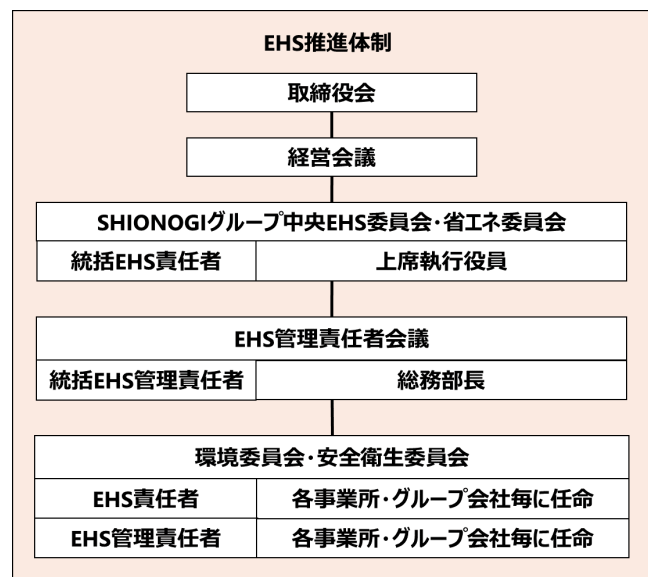 EHS推進体制
取締役会
経営会議
SHIONOGIグループ中央EHS委員会・省エネ委員会
統括EHS責任者 上席執行役員
EHS管理責任者会議
統括EHS管理責任者 総務部長
環境委員会・安全衛生委員会
EHS責任者 各事業所・グループ会社毎に任命
EHS管理責任者 各事業所・グループ会社毎に任命